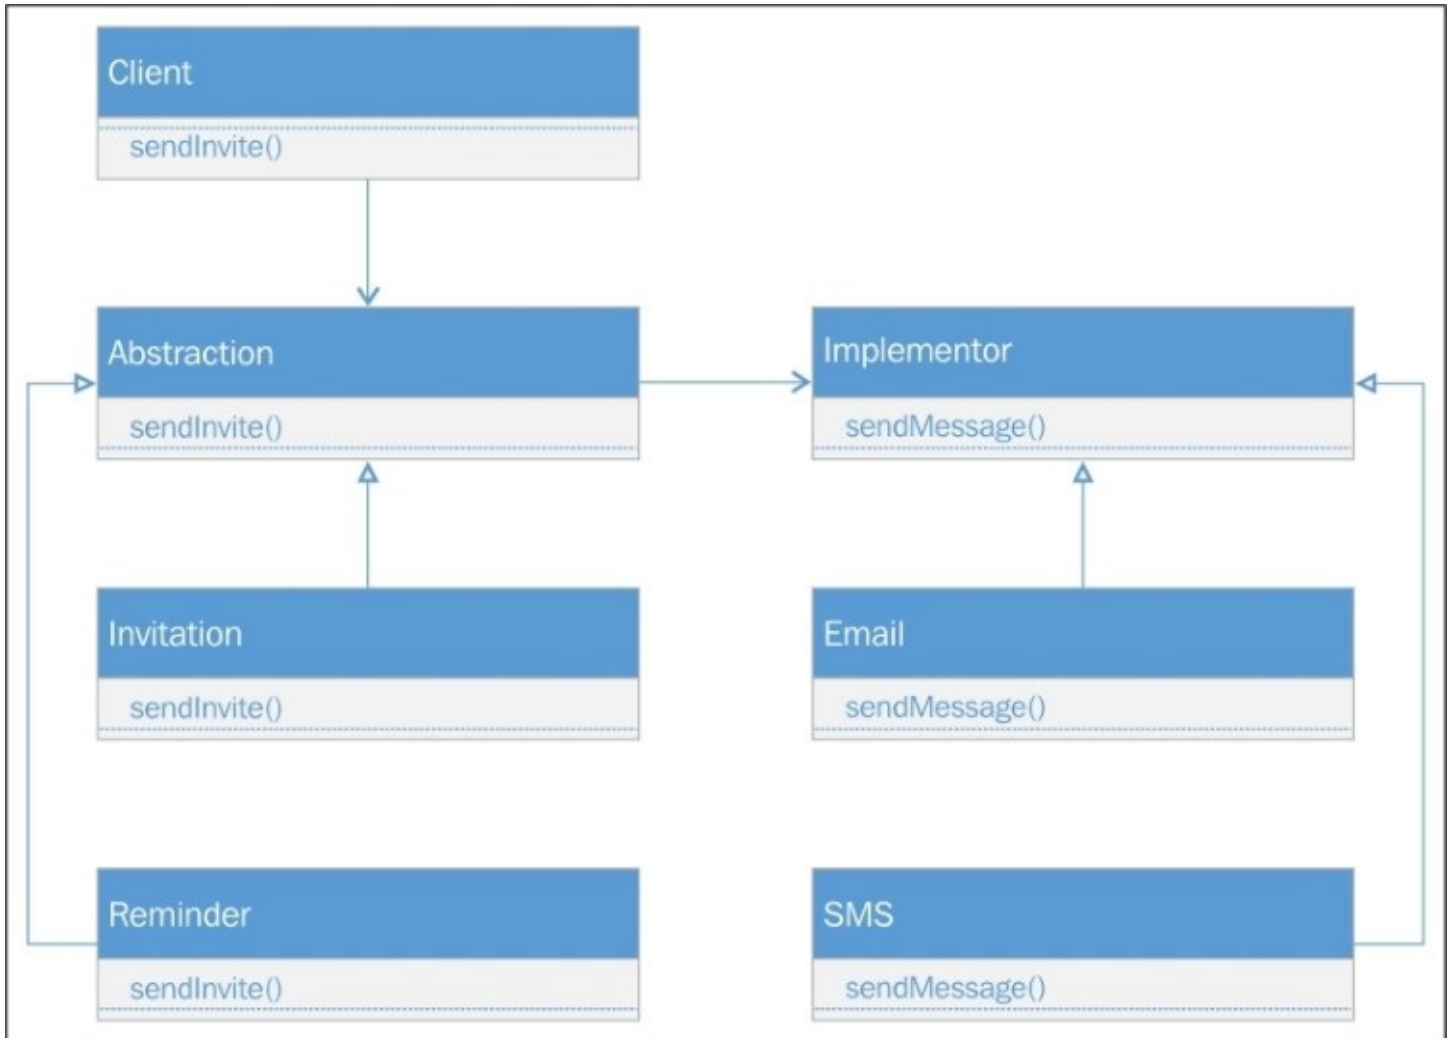 Client
sendInvite()
Abstraction
sendInvite()
Implementor
sendMessage()
Invitation
sendInvite()
Email
sendMessage()
Reminder
sendInvite()
SMS
sendMessage()